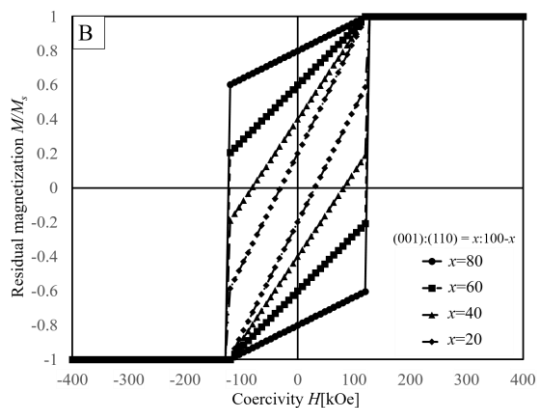 B
1
0.8
0.6
0.4
0.2
0
-0.2
-0.4
-0.6
-0.8
-1
Residual magnetization M/Ms
(001):(110) = x:100-x
x=80
x=60
x=40
x=20
-400 -300 -200 -100 0 100 200 300 400
Coercivity H[kOe]